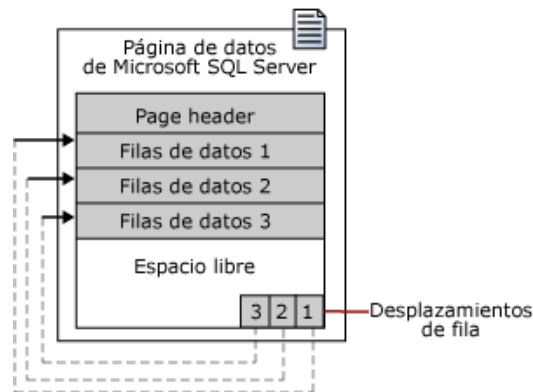 Página de datos
de Microsoft SQL Server
Page header
Filas de datos 1
Filas de datos 2
Filas de datos 3
Espacio libre
3 2 1
Desplazamientos
de fila